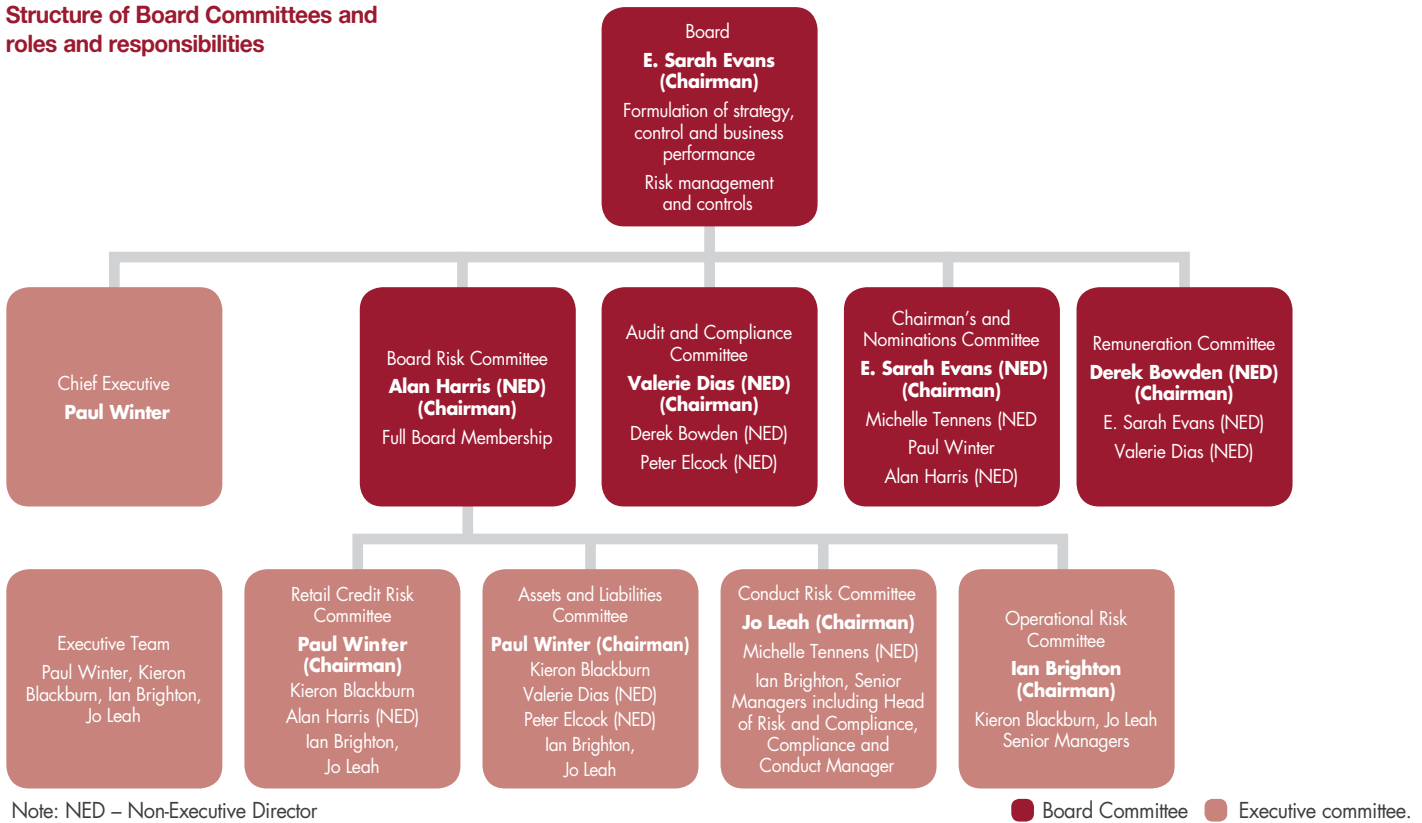 Structure of Board Committees and
roles and responsibilities
Board
E. Sarah Evans
(Chairman)
Formulation of strategy,
control and business
performance
Risk management
and controls
Chief Executive
Paul Winter
Board Risk Committee
Alan Harris (NED)
(Chairman)
Full Board Membership
Audit and Compliance
Committee
Valerie Dias (NED)
(Chairman)
Derek Bowden (NED)
Peter Elcock (NED)
Chairman's and
Nominations Committee
E. Sarah Evans (NED)
(Chairman)
Michelle Tennens (NED
Paul Winter
Alan Harris (NED)
Remuneration Committee
Derek Bowden (NED)
(Chairman)
E. Sarah Evans (NED)
Valerie Dias (NED)
Executive Team
Paul Winter, Kieron
Blackburn, Ian Brighton,
Jo Leah
Retail Credit Risk
Committee
Paul Winter
(Chairman)
Kieron Blackburn
Alan Harris (NED)
Ian Brighton,
Jo Leah
Assets and Liabilities
Committee
Paul Winter (Chairman)
Kieron Blackburn
Valerie Dias (NED)
Peter Elcock (NED)
Ian Brighton,
Jo Leah
Conduct Risk Committee
Jo Leah (Chairman)
Michelle Tennens (NED)
Ian Brighton, Senior
Managers including Head
of Risk and Compliance,
Compliance and
Conduct Manager
Operational Risk
Committee
Ian Brighton
(Chairman)
Kieron Blackburn, Jo Leah
Senior Managers
Note: NED – Non-Executive Director
Board Committee
Executive committee.